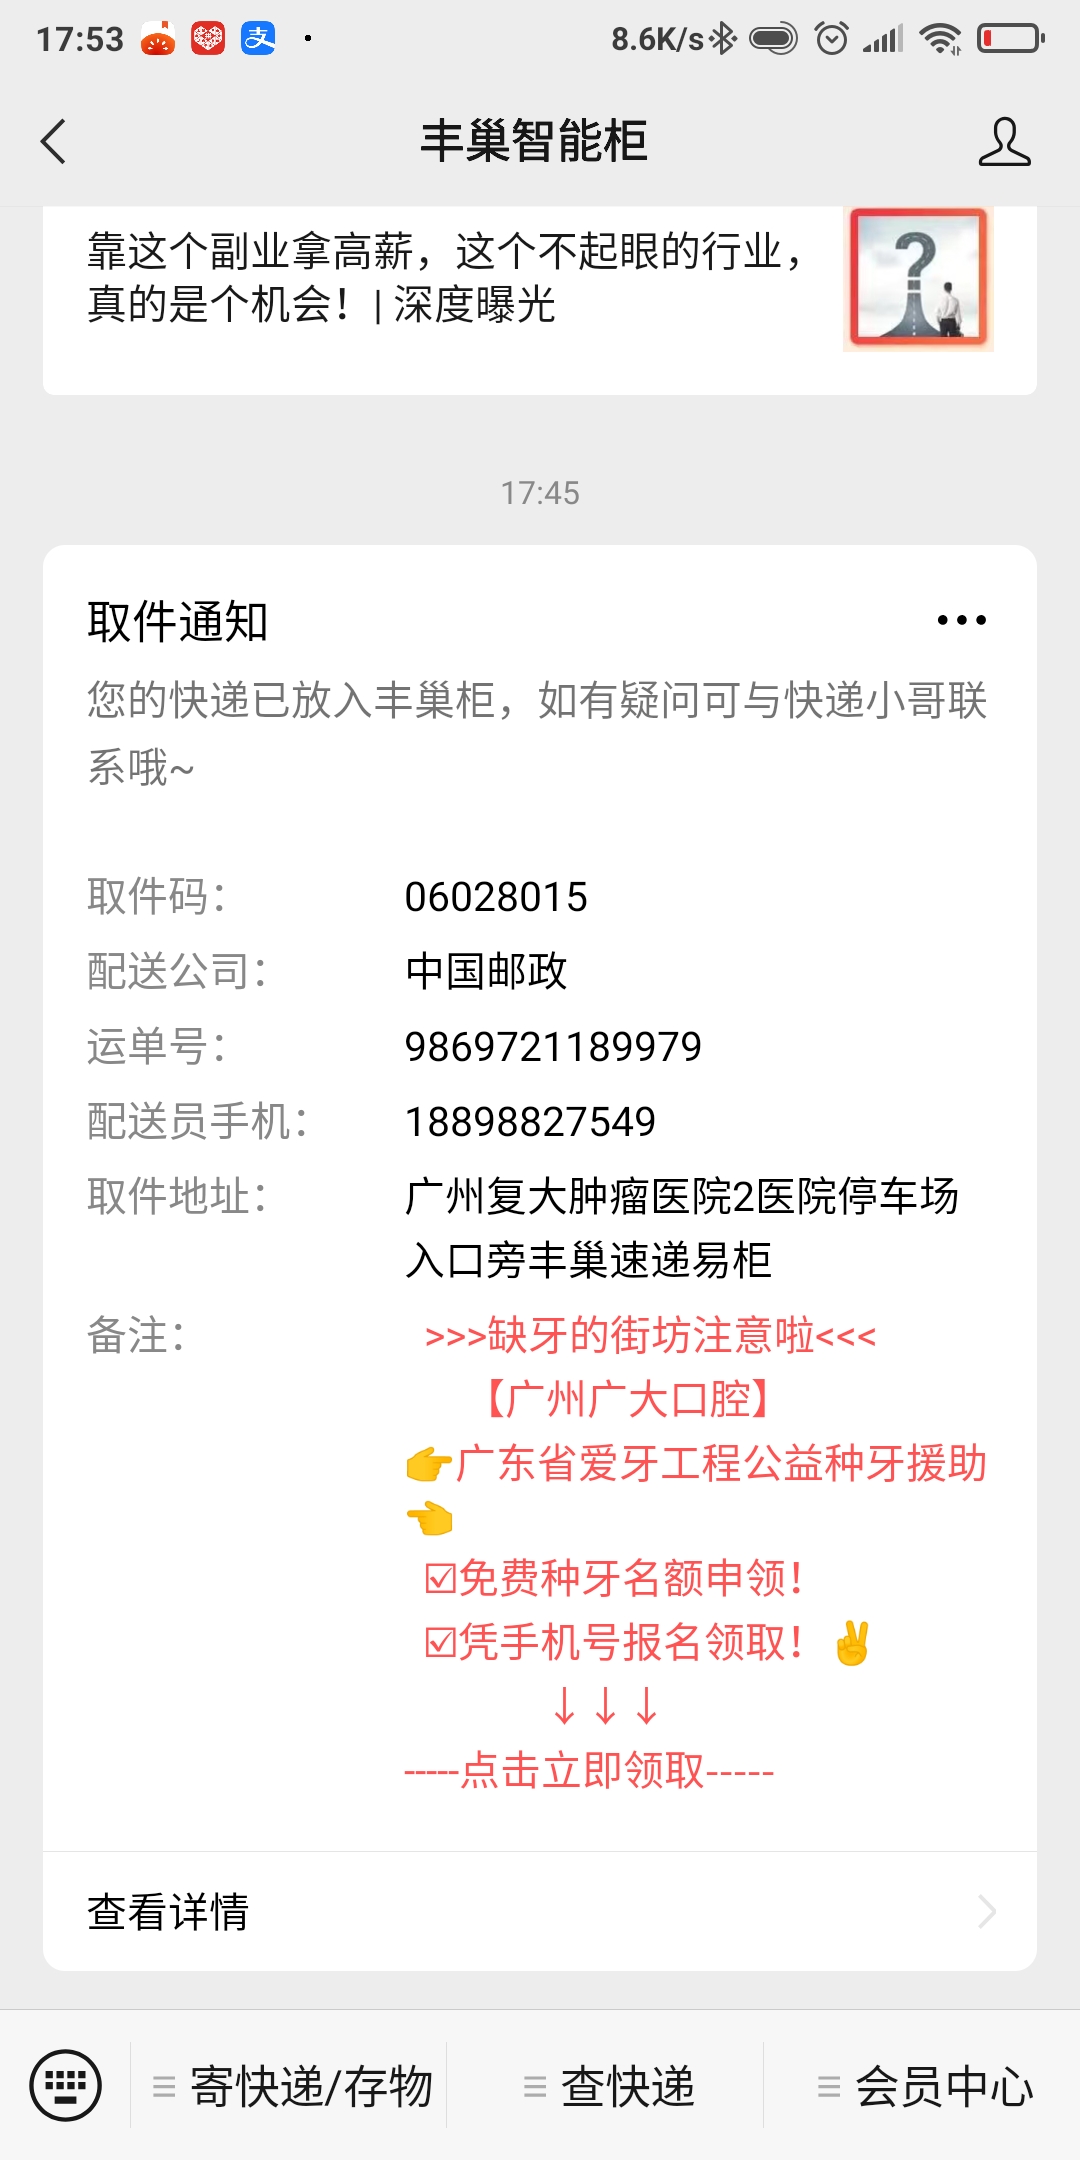 17:53
支
8.6K/s
丰巢智能柜
靠这个副业拿高薪，这个不起眼的行业，
真的是个机会！| 深度曝光
17:45
取件通知
您的快递已放入丰巢柜，如有疑问可与快递小哥联
系哦~
取件码： 06028015
配送公司： 中国邮政
运单号： 9869721189979
配送员手机： 18898827549
取件地址： 广州复大肿瘤医院2医院停车场
入口旁丰巢速递易柜
备注： >>>缺牙的街坊注意啦<<<
【广州广大口腔】
👉广东省爱牙工程公益种牙援助
👈
☑免费种牙名额申领！
☑凭手机号报名领取！✌
↓↓↓
-----点击立即领取-----
查看详情
寄快递/存物 查快递 会员中心